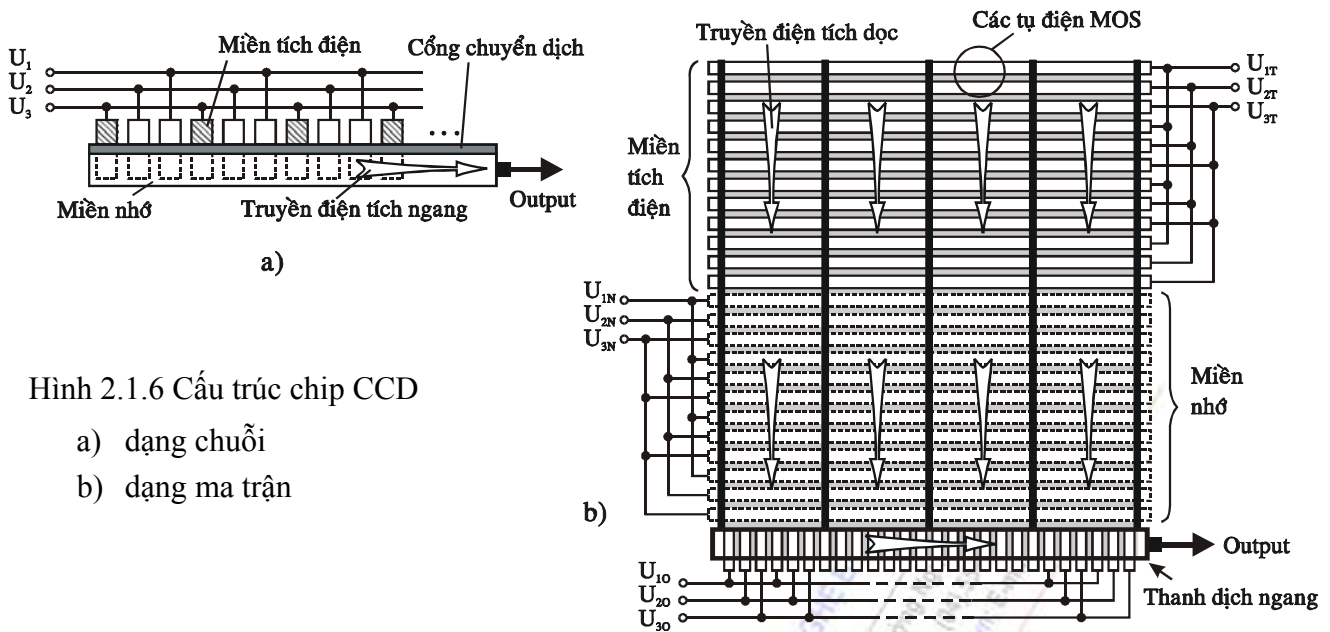 Miền tích điện
Cổng chuyển dịch
U1
U2
U3
...
Miền nhớ
Truyền điện tích ngang
Output
a)
Hình 2.1.6 Cấu trúc chip CCD
a) dạng chuỗi
b) dạng ma trận
Truyền điện tích dọc
Các tụ điện MOS
U1T
U2T
U3T
Miền
tích
điện
U1N
U2N
U3N
Miền
nhớ
b)
Output
Thanh dịch ngang
U1O
U2O
U3O